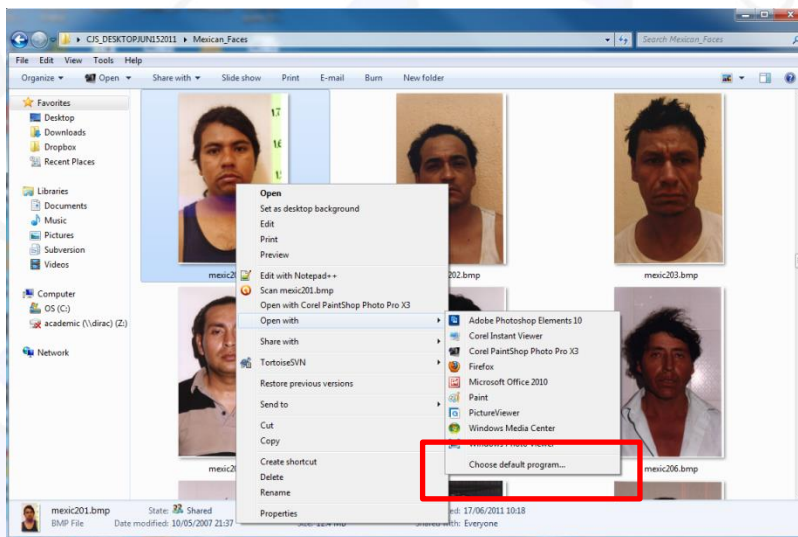 CJS_DESKTOPJUN152011 ▸ Mexican_Faces
Search Mexican_Faces
File Edit View Tools Help
Organize Open Share with Slide show Print E-mail Burn New folder
Favorites
Desktop
Downloads
Dropbox
Recent Places
Libraries
Documents
Music
Pictures
Subversion
Videos
Computer
OS (C:)
academic (\\dirac) (Z:)
Network
17
16
Open
Set as desktop background
Edit
Print
Preview
Edit with Notepad++
Scan mexic201.bmp
Open with Corel PaintShop Photo Pro X3
Open with
Share with
TortoiseSVN
Restore previous versions
Send to
Cut
Copy
Create shortcut
Delete
Rename
Properties
Adobe Photoshop Elements 10
Corel Instant Viewer
Corel PaintShop Photo Pro X3
Firefox
Microsoft Office 2010
Paint
PictureViewer
Windows Media Center
Windows Photo Viewer
Choose default program...
202.bmp
mexic203.bmp
mexic206.bmp
mexic201.bmp State: Shared
17/06/2011 10:18
BMP File Date modified: 10/05/2007 21:37
Everyone